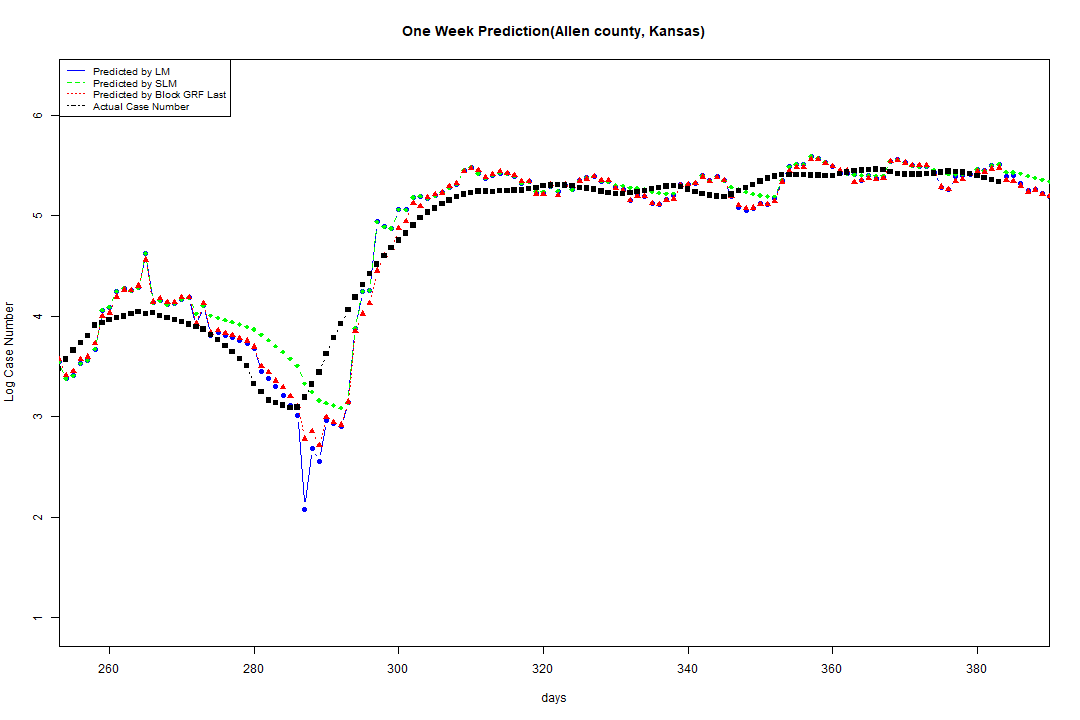 One Week Prediction(Allen county, Kansas)
Predicted by LM
Predicted by SLM
Predicted by Block GRF Last
Actual Case Number
Log Case Number
6
5
4
3
2
1
260 280 300 320 340 360 380
days